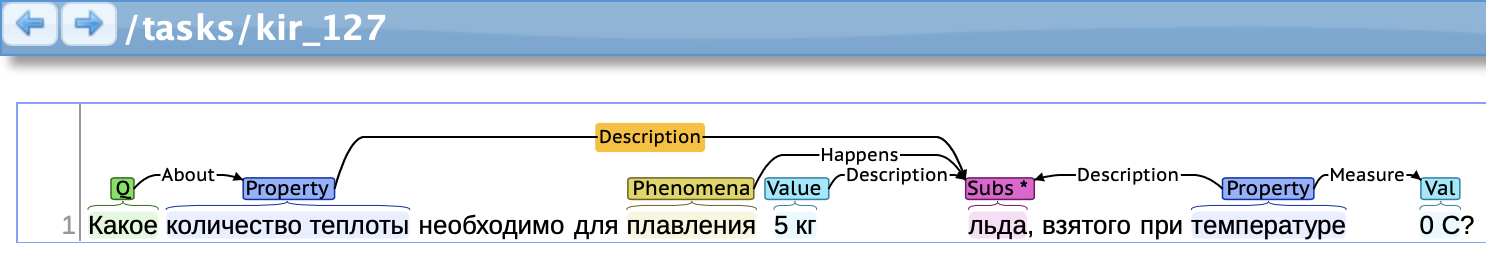 /tasks/kir_127
Description
Happens
About Description Description Measure
Q Property Phenomena Value Subs * Property Val
1 Какое количество теплоты необходимо для плавления 5 кг льда, взятого при температуре 0 С?